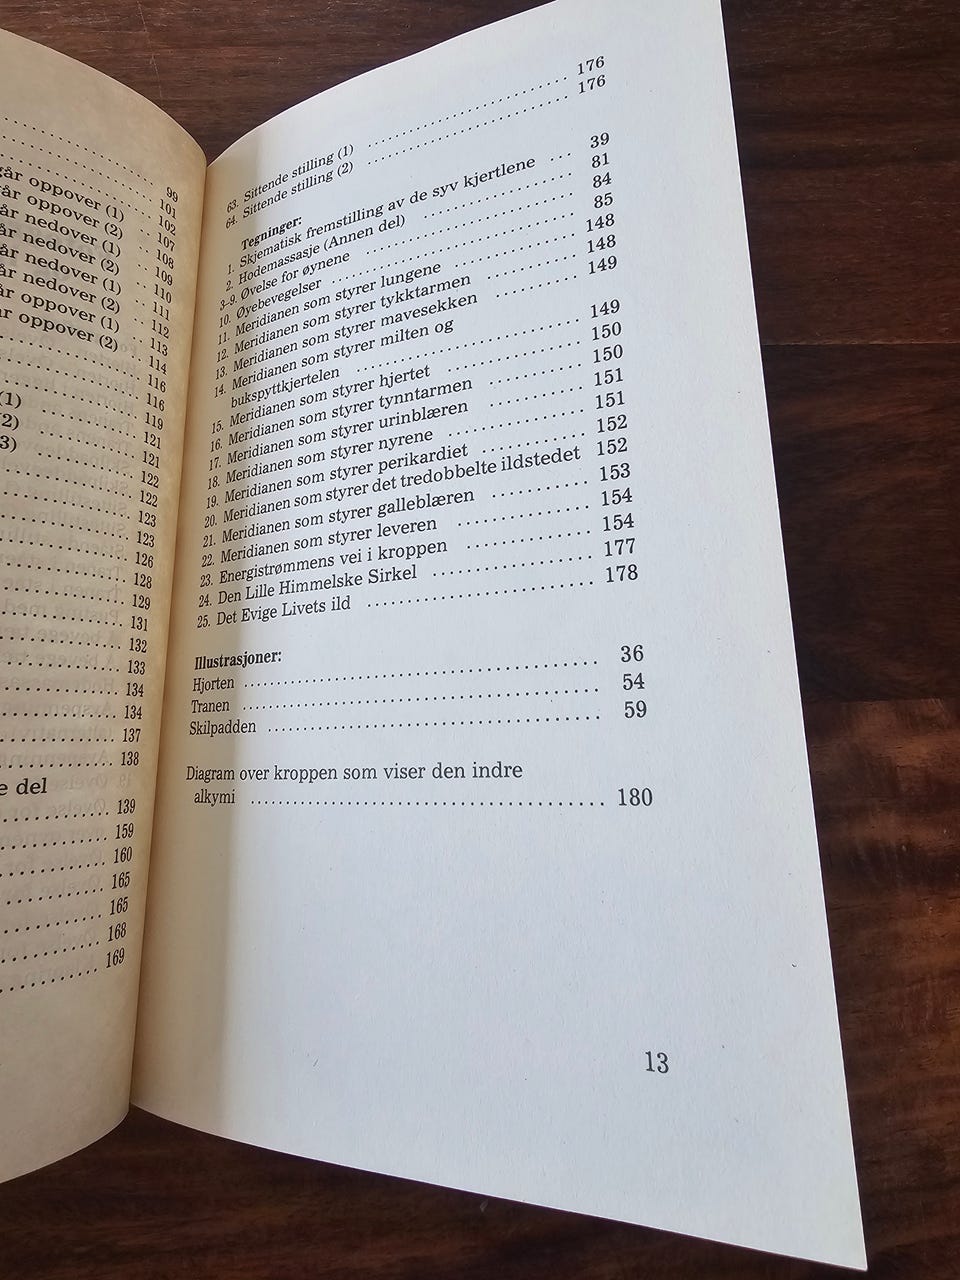 99
101
går oppover (1) .. 102
går oppover (2) 107
går nedover (1) .. 108
går nedover (2) .. 109
går nedover (1) .. 110
går nedover (2) .. 111
går oppover (1) .. 112
går oppover (2) .. 113
114
116
116
(1) 119
(2) 121
(3) 121
122
122
123
123
126
128
129
131
132
133
134
134
137
138
e del
139
159
160
165
165
168
169
63. Sittende stilling (1) 176
64. Sittende stilling (2) 176
Tegninger:
1. Skjematisk fremstilling av de syv kjertlene ... 39
2. Hodemassasje (Annen del) 81
3–9. Øvelse for øynene 84
10. Øyebevegelser 85
11. Meridianen som styrer lungene 148
12. Meridianen som styrer tykktarmen 148
13. Meridianen som styrer mavesekken 149
14. Meridianen som styrer milten og
bukspyttkjertelen 149
15. Meridianen som styrer hjertet 150
16. Meridianen som styrer tynntarmen 150
17. Meridianen som styrer urinblæren 151
18. Meridianen som styrer nyrene 151
19. Meridianen som styrer perikardiet 152
20. Meridianen som styrer det tredobbelte ildstedet 152
21. Meridianen som styrer galleblæren 153
22. Meridianen som styrer leveren 154
23. Energistrømmens vei i kroppen 154
24. Den Lille Himmelske Sirkel 177
25. Det Evige Livets ild 178
Illustrasjoner:
Hjorten 36
Tranen 54
Skilpadden 59
Diagram over kroppen som viser den indre
alkymi 180
13